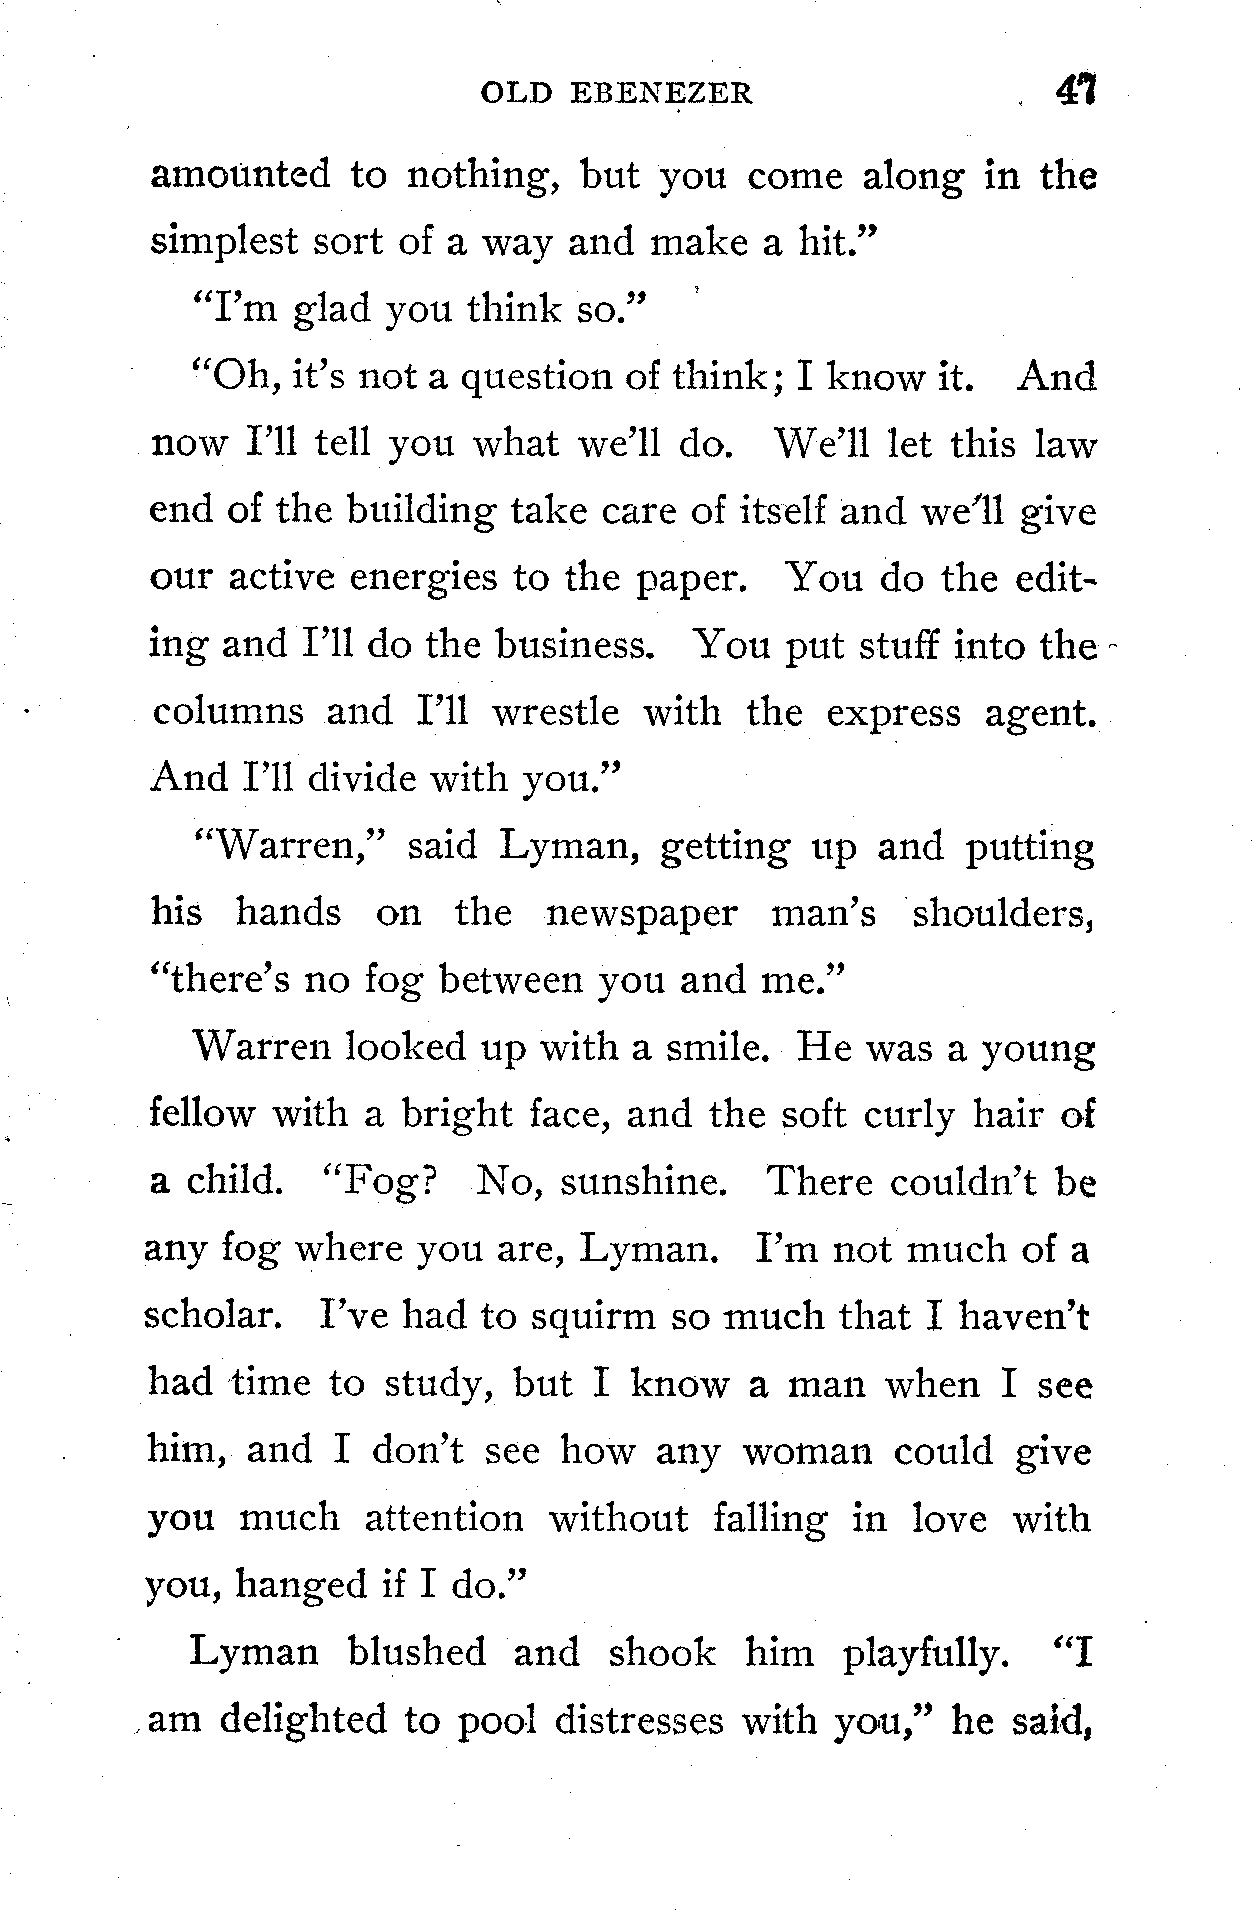 OLD EBENEZER 47
amounted to nothing, but you come along in the
simplest sort of a way and make a hit.”
“I’m glad you think so.”
“Oh, it’s not a question of think; I know it. And
now I’ll tell you what we’ll do. We’ll let this law
end of the building take care of itself and we’ll give
our active energies to the paper. You do the edit-
ing and I’ll do the business. You put stuff into the
columns and I’ll wrestle with the express agent.
And I’ll divide with you.”
“Warren,” said Lyman, getting up and putting
his hands on the newspaper man’s shoulders,
“there’s no fog between you and me.”
Warren looked up with a smile. He was a young
fellow with a bright face, and the soft curly hair of
a child. “Fog? No, sunshine. There couldn’t be
any fog where you are, Lyman. I’m not much of a
scholar. I’ve had to squirm so much that I haven’t
had time to study, but I know a man when I see
him, and I don’t see how any woman could give
you much attention without falling in love with
you, hanged if I do.”
Lyman blushed and shook him playfully. “I
am delighted to pool distresses with you,” he said,